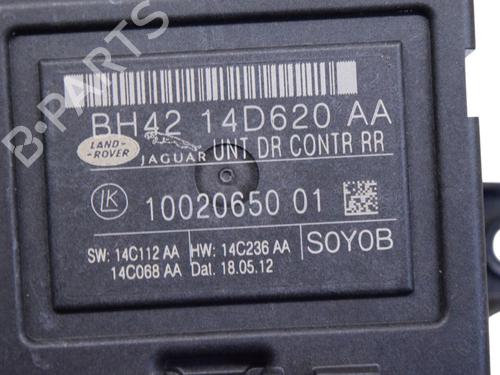 B-PARTS
BH42 14D620 AA
LAND-
ROVER
JAGUAR
UNT DR CONTR RR
LK
10020650 01
SW: 14C112 AA
14C068 AA
HW: 14C236 AA
Dat. 18.05.12
S0Y0B